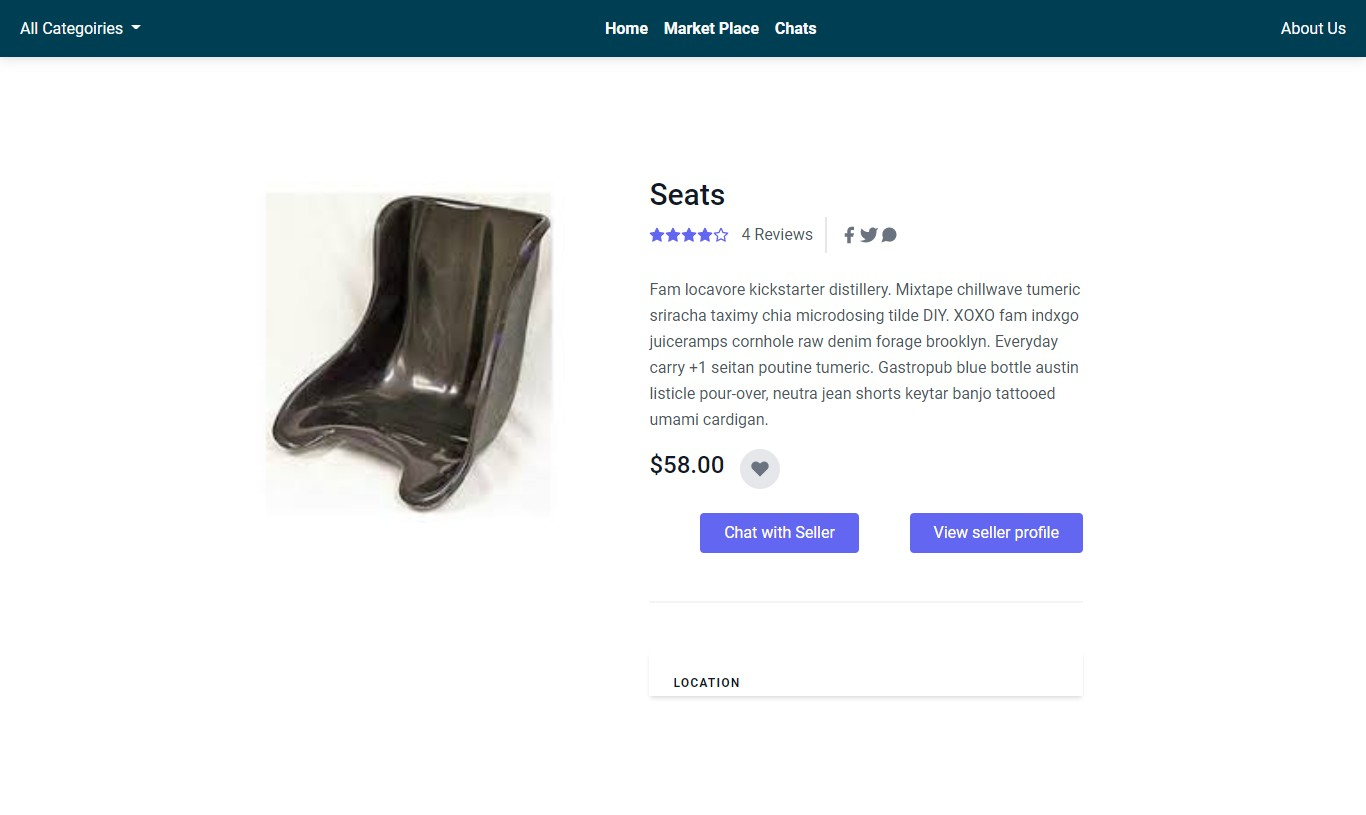 All Categoiries
Home Market Place Chats
About Us
Seats
4 Reviews
Fam locavore kickstarter distillery. Mixtape chillwave tumeric
sriracha taximy chia microdosing tilde DIY. XOXO fam indxgo
juiceramps cornhole raw denim forage brooklyn. Everyday
carry +1 seitan poutine tumeric. Gastropub blue bottle austin
listicle pour-over, neutra jean shorts keytar banjo tattooed
umami cardigan.
$58.00
Chat with Seller
View seller profile
LOCATION